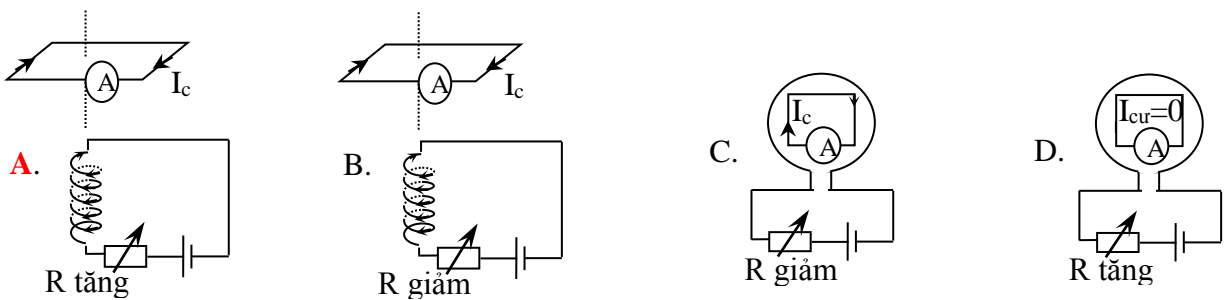 A I_c
A I_c
I_c
A
I_cư=0
A
A.
B.
C.
D.
R tăng
R giảm
R giảm
R tăng